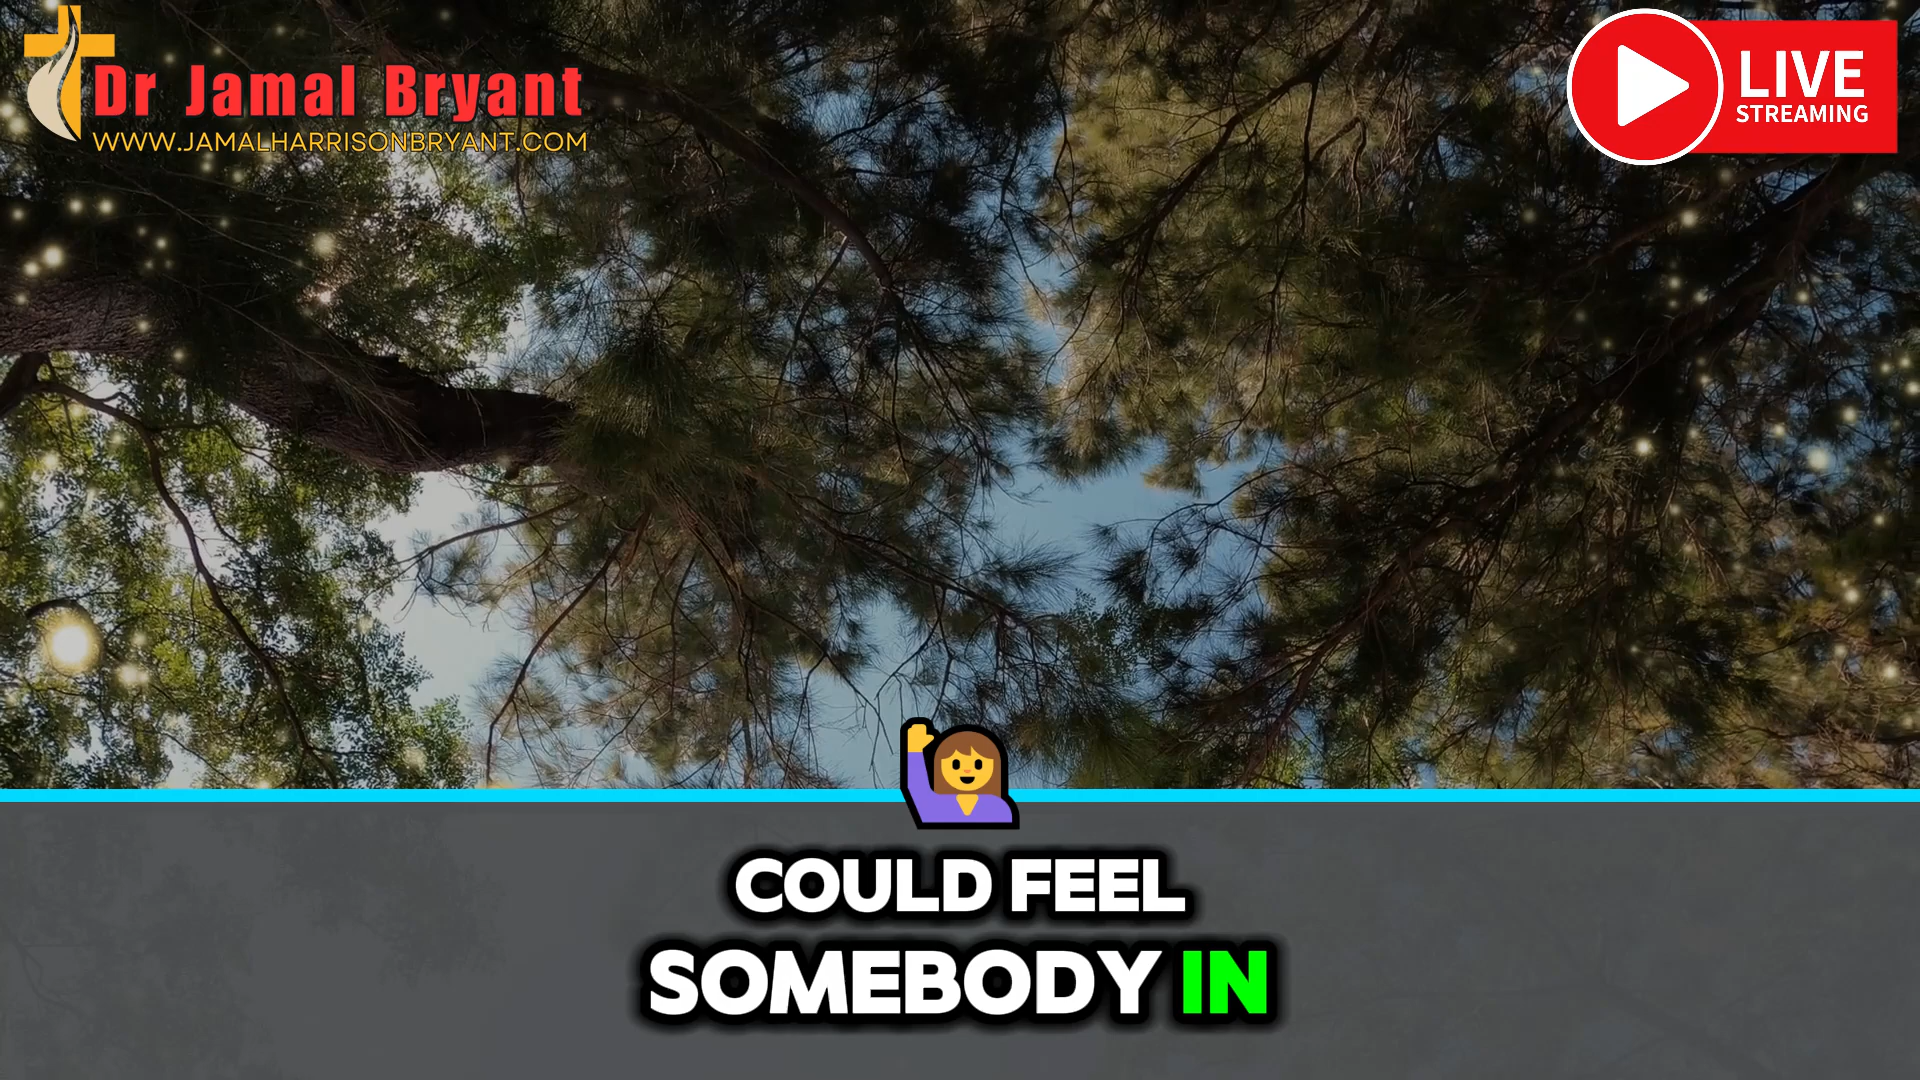 Dr Jamal Bryant
WWW.JAMALHARRISONBRYANT.COM
LIVE
STREAMING
COULD FEEL
SOMEBODY IN